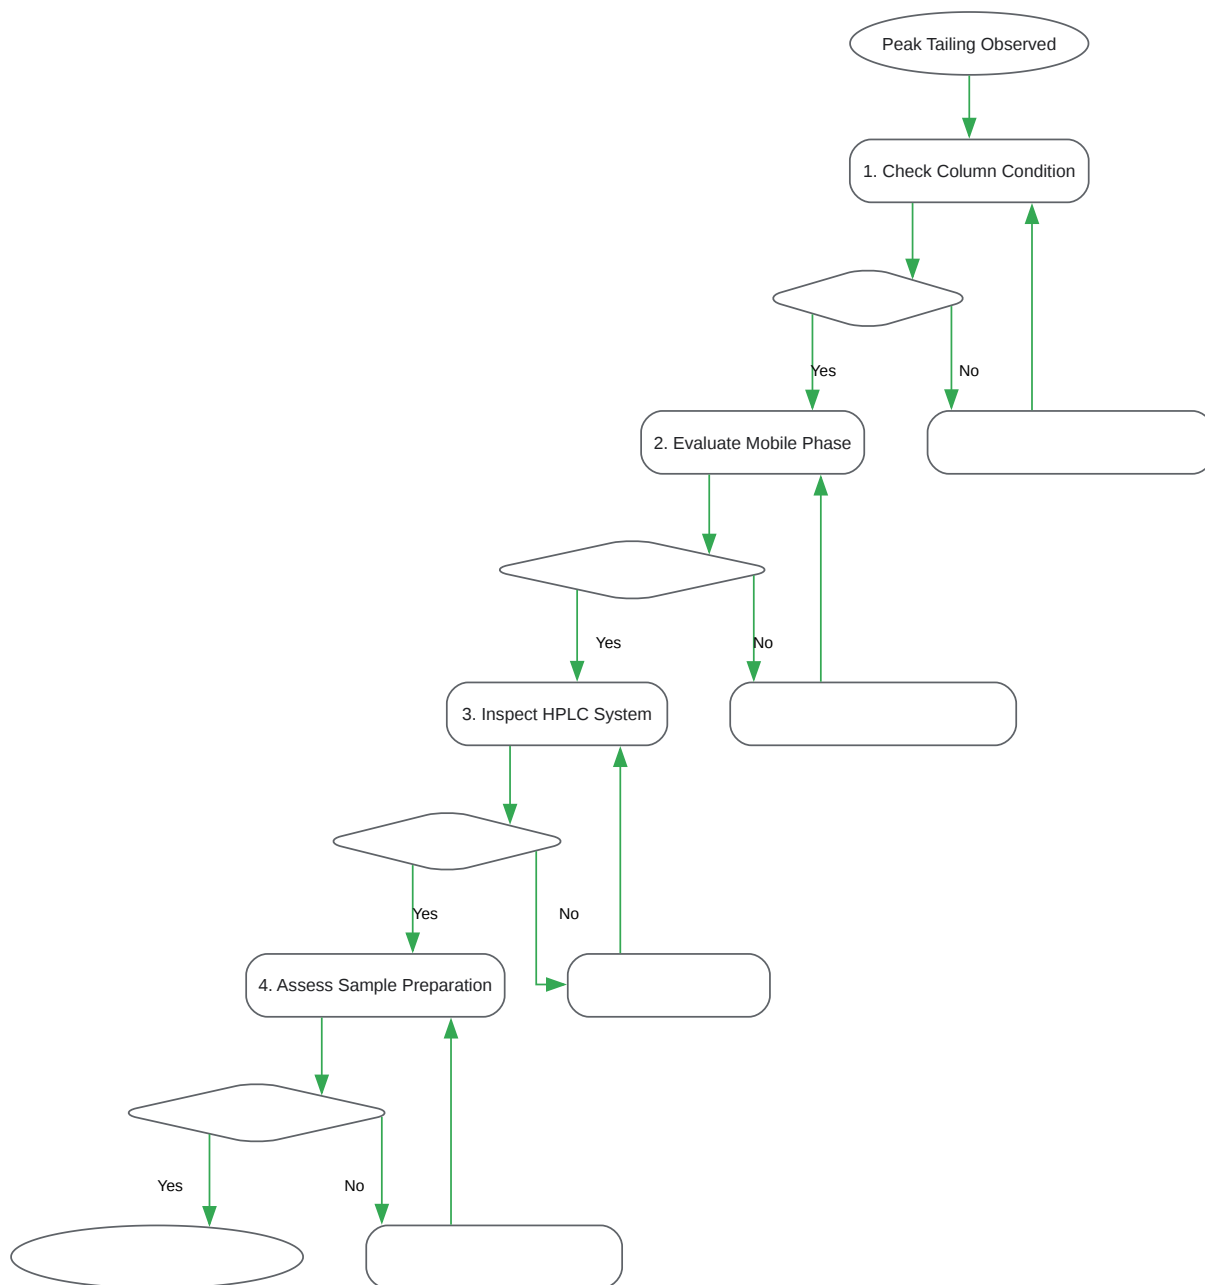 Peak Tailing Observed
1. Check Column Condition
Yes
No
2. Evaluate Mobile Phase
Yes
No
3. Inspect HPLC System
Yes
No
4. Assess Sample Preparation
Yes
No